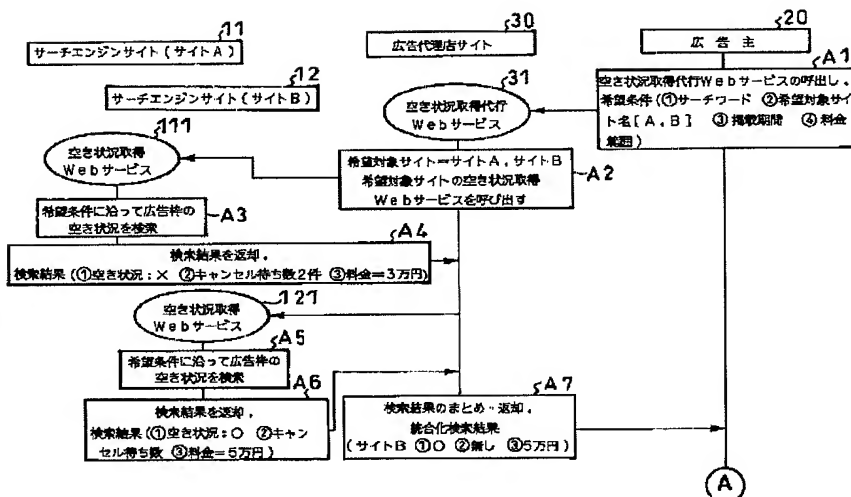 11
サーチエンジンサイト(サイトA)
12
サーチエンジンサイト(サイトB)
30
広告代理店サイト
20
広告主
31
空き状況取得代行
Webサービス
A1
空き状況取得代行Webサービスの呼出し。
希望条件(①サーチワード ②希望対象サイ
ト名[A,B] ③掲載期間 ④料金
範囲)
111
空き状況取得
Webサービス
希望対象サイト=サイトA,サイトB
希望対象サイトの空き状況取得
Webサービスを呼び出す
A2
A3
希望条件に沿って広告枠の
空き状況を検索
A4
検索結果を返却。
検索結果(①空き状況:× ②キャンセル待ち数2件 ③料金=3万円)
121
空き状況取得
Webサービス
A5
希望条件に沿って広告枠の
空き状況を検索
A6
検索結果を返却。
検索結果(①空き状況:○ ②キャン
セル待ち数 ③料金=5万円)
A7
検索結果のまとめ・返却。
統合化検索結果
(サイトB ①○ ②無し ③5万円)
A